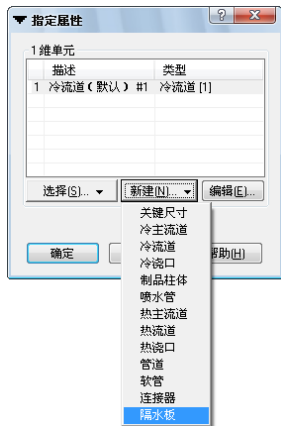 指定属性
1维单元
描述 类型
1 冷流道(默认) #1 冷流道 [1]
选择(S)... 新建(N)... 编辑(E)...
关键尺寸
冷主流道
冷流道
冷浇口
制品柱体
喷水管
热主流道
确定 帮助(H)
热流道
热浇口
管道
软管
连接器
隔水板